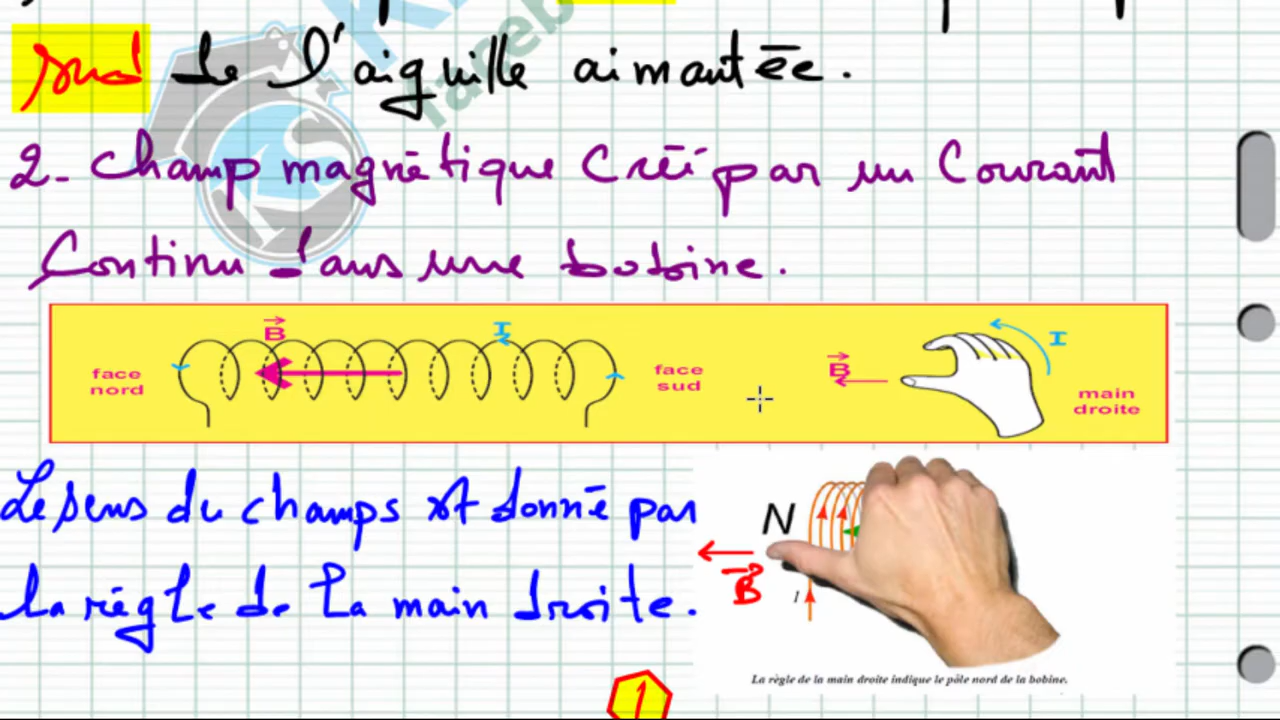 sud de l'aiguille aimantée.
2- champ magnétique Créé par un Courant
Continu dans une bobine.
B
I
face
nord
face
sud
B
I
main
droite
Le sens du champs est donné par
la règle de la main droite.
N
B
I
La règle de la main droite indique le pôle nord de la bobine.
1
KS